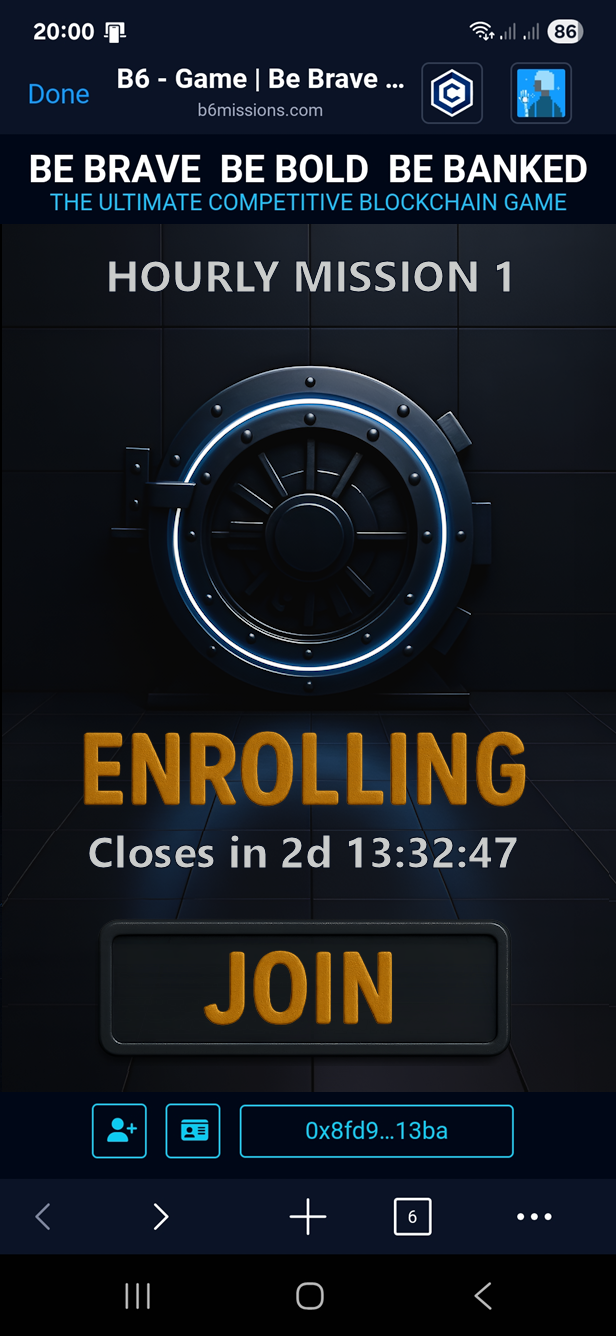 20:00
86
Done
B6 - Game | Be Brave ...
b6missions.com
BE BRAVE BE BOLD BE BANKED
THE ULTIMATE COMPETITIVE BLOCKCHAIN GAME
HOURLY MISSION 1
ENROLLING
Closes in 2d 13:32:47
JOIN
0x8fd9...13ba
6